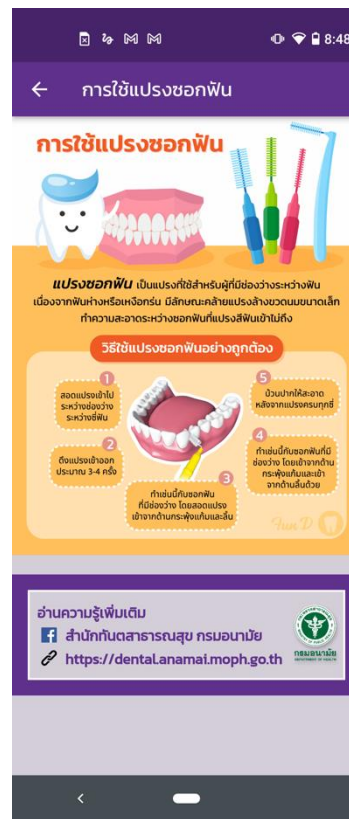 8:48
การใช้แปรงซอกฟัน
การใช้แปรงซอกฟัน
แปรงซอกฟัน เป็นแปรงที่ใช้สำหรับผู้ที่มีช่องว่างระหว่างฟัน
เนื่องจากฟันห่างหรือเหงือกร่น มีลักษณะคล้ายแปรงล้างขวดนมขนาดเล็ก
ทำความสะอาดระหว่างซอกฟันที่แปรงสีฟันเข้าไม่ถึง
วิธีใช้แปรงซอกฟันอย่างถูกต้อง
1
สอดแปรงเข้าไป
ระหว่างช่องว่าง
ระหว่างซี่ฟัน
2
ดึงแปรงเข้าออก
ประมาณ 3-4 ครั้ง
3
ทำเช่นนี้กับซอกฟัน
ที่มีช่องว่าง โดยสอดแปรง
เข้าจากด้านกระพุ้งแก้มและลิ้น
4
ทำเช่นนี้กับซอกฟันที่มี
ช่องว่าง โดยเข้าจากด้าน
กระพุ้งแก้มและเข้า
จากด้านลิ้นด้วย
5
บ้วนปากให้สะอาด
หลังจากแปรงครบทุกซี่
Fun D
อ่านความรู้เพิ่มเติม
สำนักทันตสาธารณสุข กรมอนามัย
https://dental.anamai.moph.go.th
กรมอนามัย